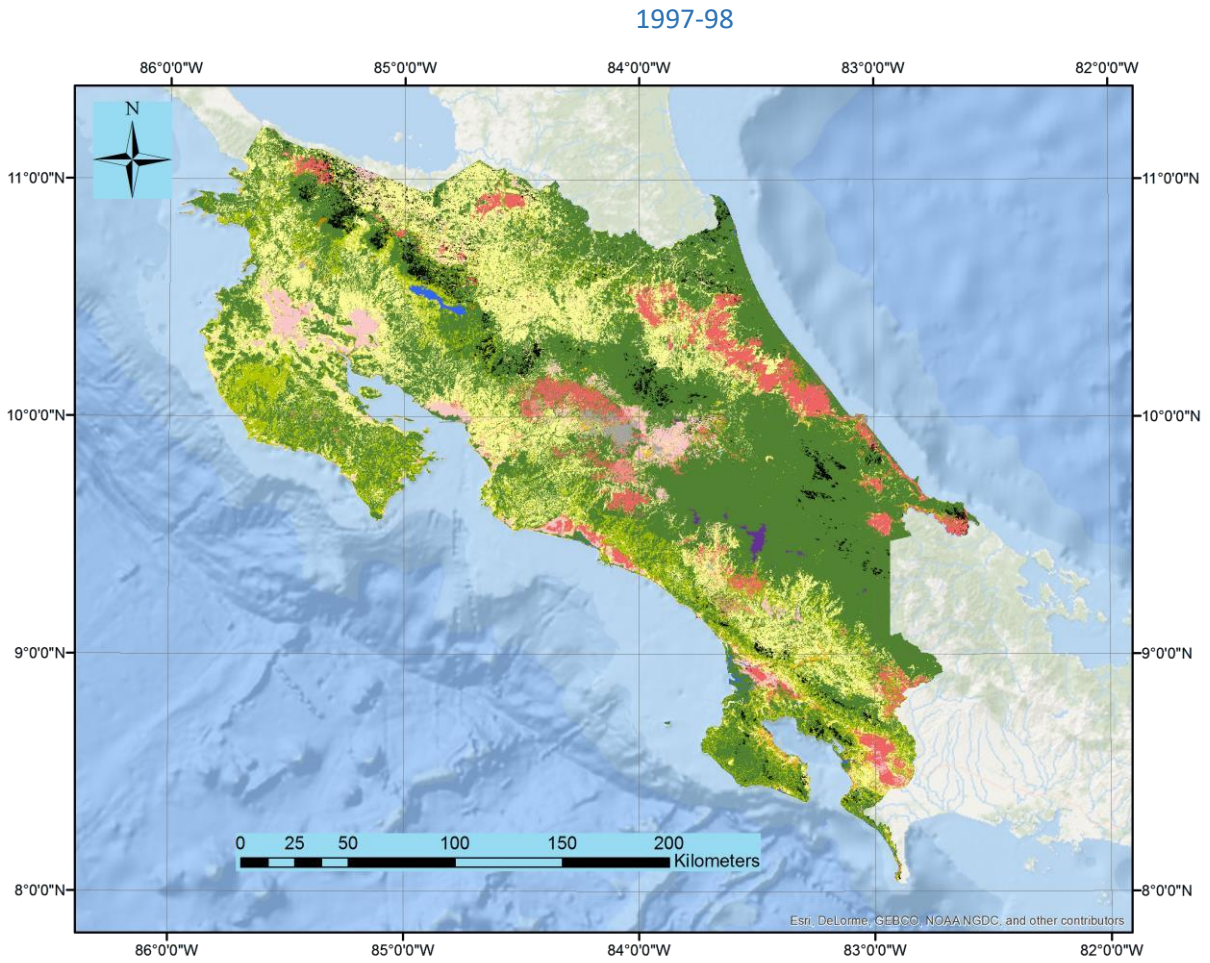 1997-98
86°0'0"W 85°0'0"W 84°0'0"W 83°0'0"W 82°0'0"W
N
11°0'0"N 11°0'0"N
10°0'0"N 10°0'0"N
9°0'0"N 9°0'0"N
0 25 50 100 150 200
Kilometers
8°0'0"N 8°0'0"N
Esri, DeLorme, GEBCO, NOAA NGDC, and other contributors
86°0'0"W 85°0'0"W 84°0'0"W 83°0'0"W 82°0'0"W